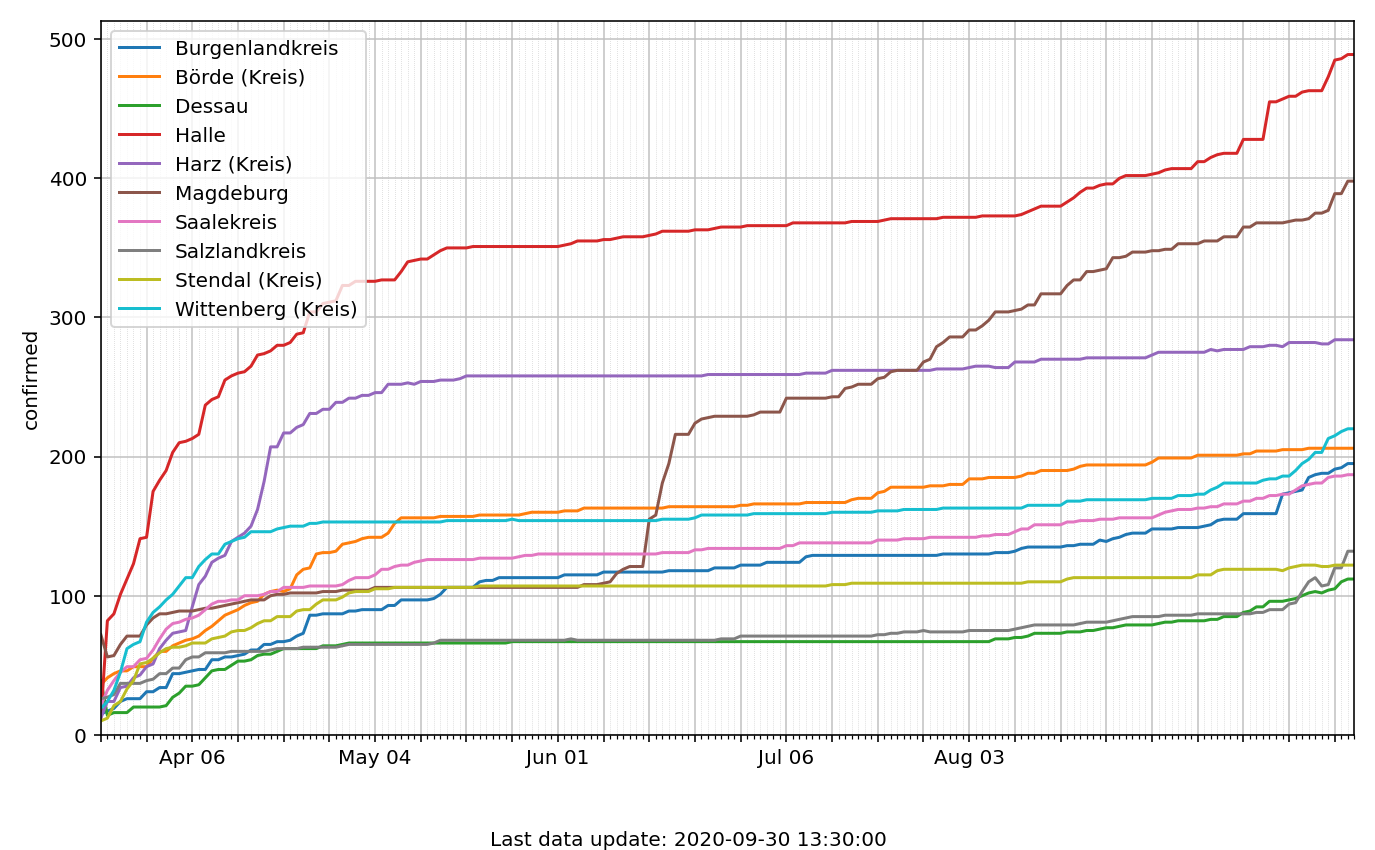 500
400
300
200
100
0
confirmed
Burgenlandkreis
Börde (Kreis)
Dessau
Halle
Harz (Kreis)
Magdeburg
Saalekreis
Salzlandkreis
Stendal (Kreis)
Wittenberg (Kreis)
Apr 06 May 04 Jun 01 Jul 06 Aug 03
Last data update: 2020-09-30 13:30:00